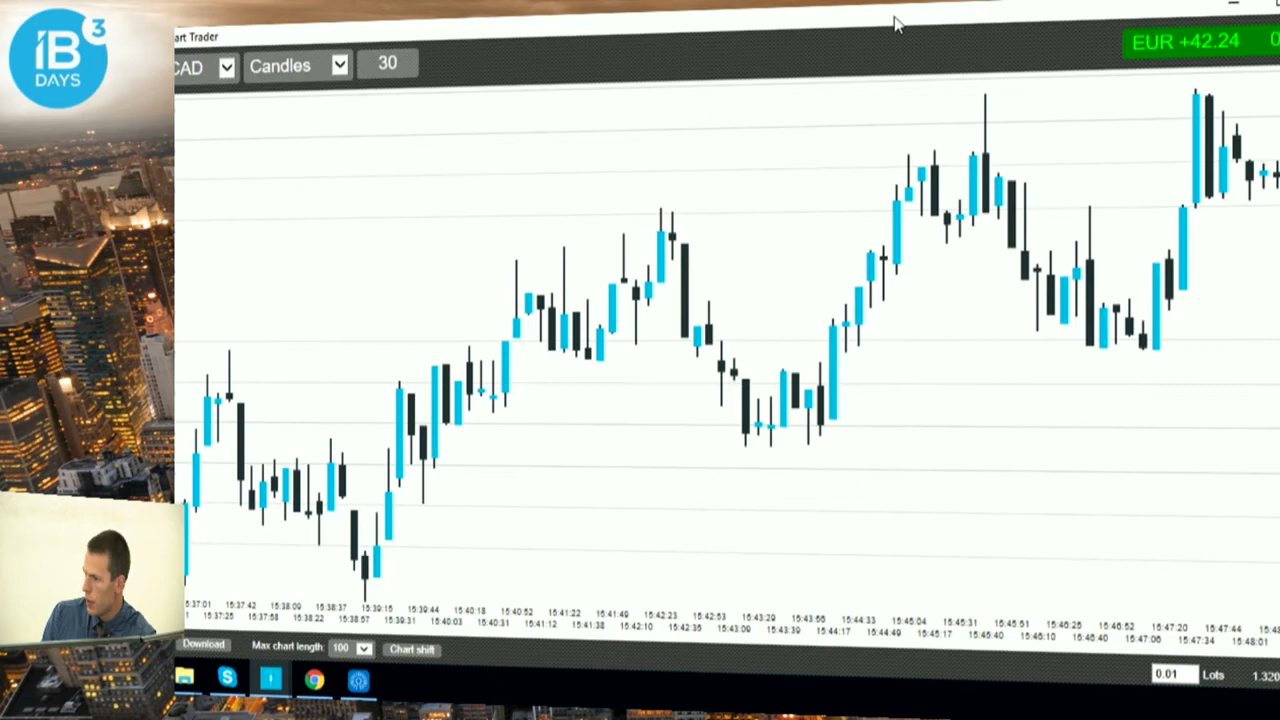 iB 3
DAYS
art Trader
CAD Candles 30
EUR +42.24
:37:01 15:37:42 15:38:09 15:38:37 15:39:16 15:39:44 15:40:18 15:40:52 15:41:22 15:41:49 15:42:23 15:42:53 15:43:29 15:43:56 15:44:33 15:45:04 15:45:31 15:45:51 15:46:25 15:46:52 15:47:20 15:47:44
15:37:25 15:37:58 15:38:22 15:38:57 15:39:31 15:40:03 15:40:31 15:41:12 15:41:38 15:42:10 15:42:35 15:43:09 15:43:39 15:44:17 15:44:49 15:45:17 15:45:40 15:46:10 15:46:40 15:47:06 15:47:34 15:48:01
Download Max chart length 100 Chart shift
0.01 Lots 1.320